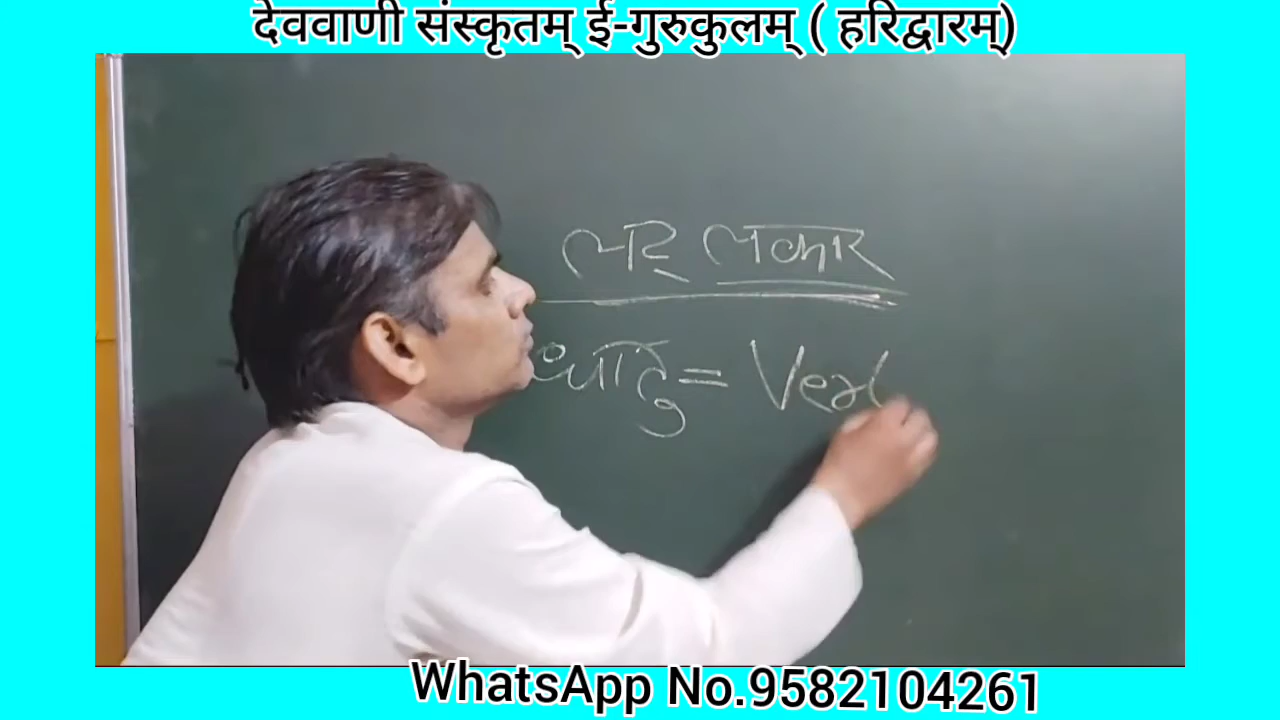 देववाणी संस्कृतम् ई-गुरुकुलम् ( हरिद्वारम्)
लट् लकार
धातु = Verb
WhatsApp No.9582104261